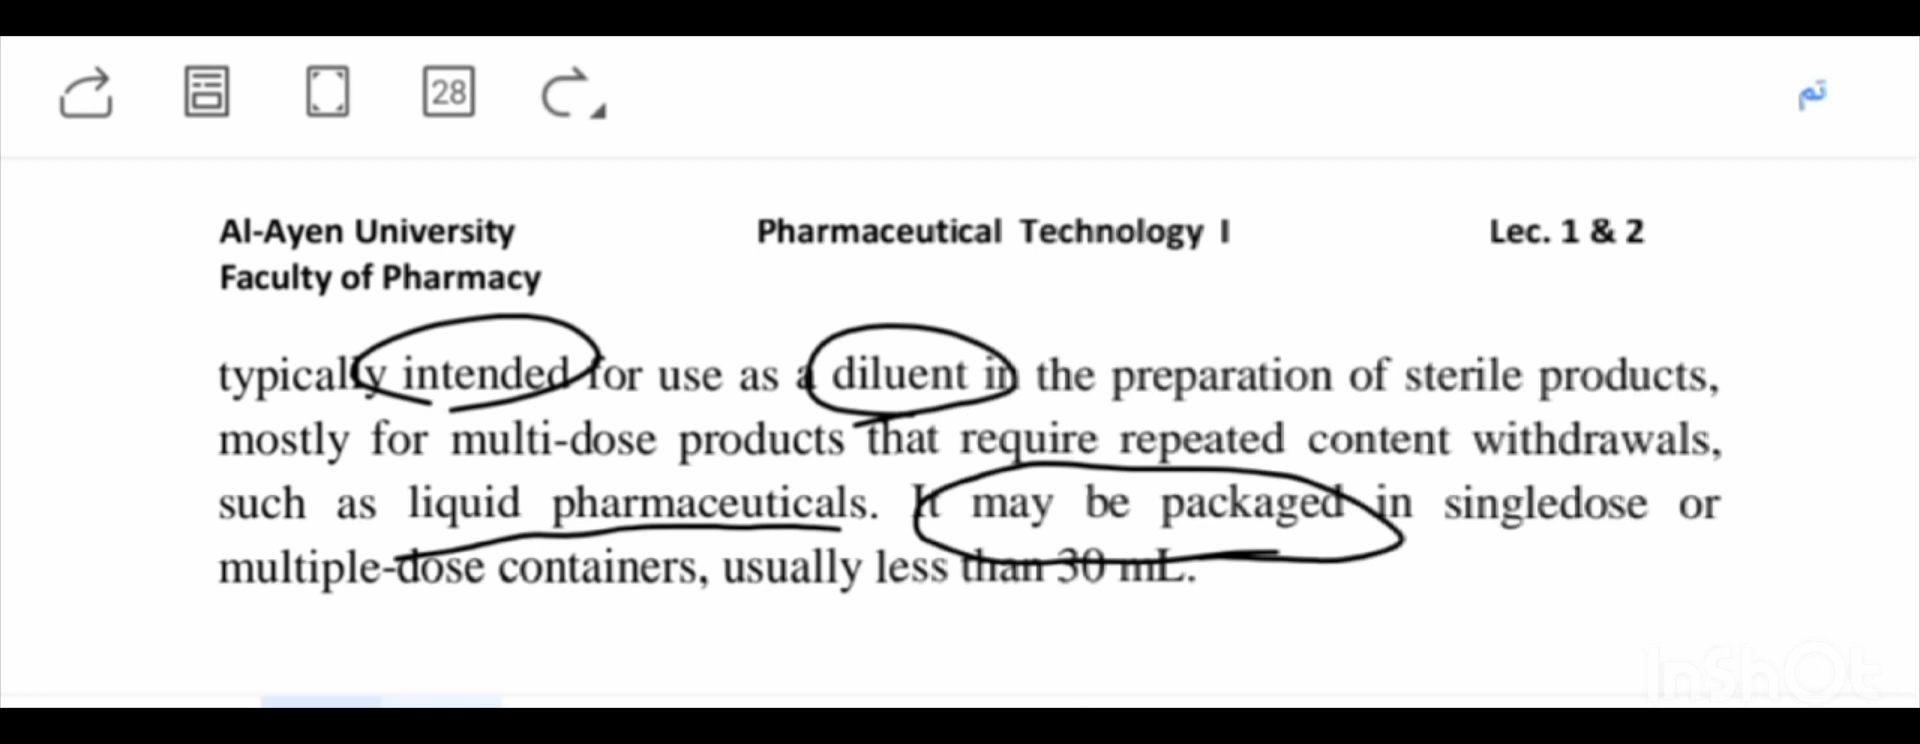 28
تم
Al-Ayen University Pharmaceutical Technology I Lec. 1 & 2
Faculty of Pharmacy
typically intended for use as a diluent in the preparation of sterile products,
mostly for multi-dose products that require repeated content withdrawals,
such as liquid pharmaceuticals. It may be packaged in singledose or
multiple-dose containers, usually less than 30 mL.
InShOt